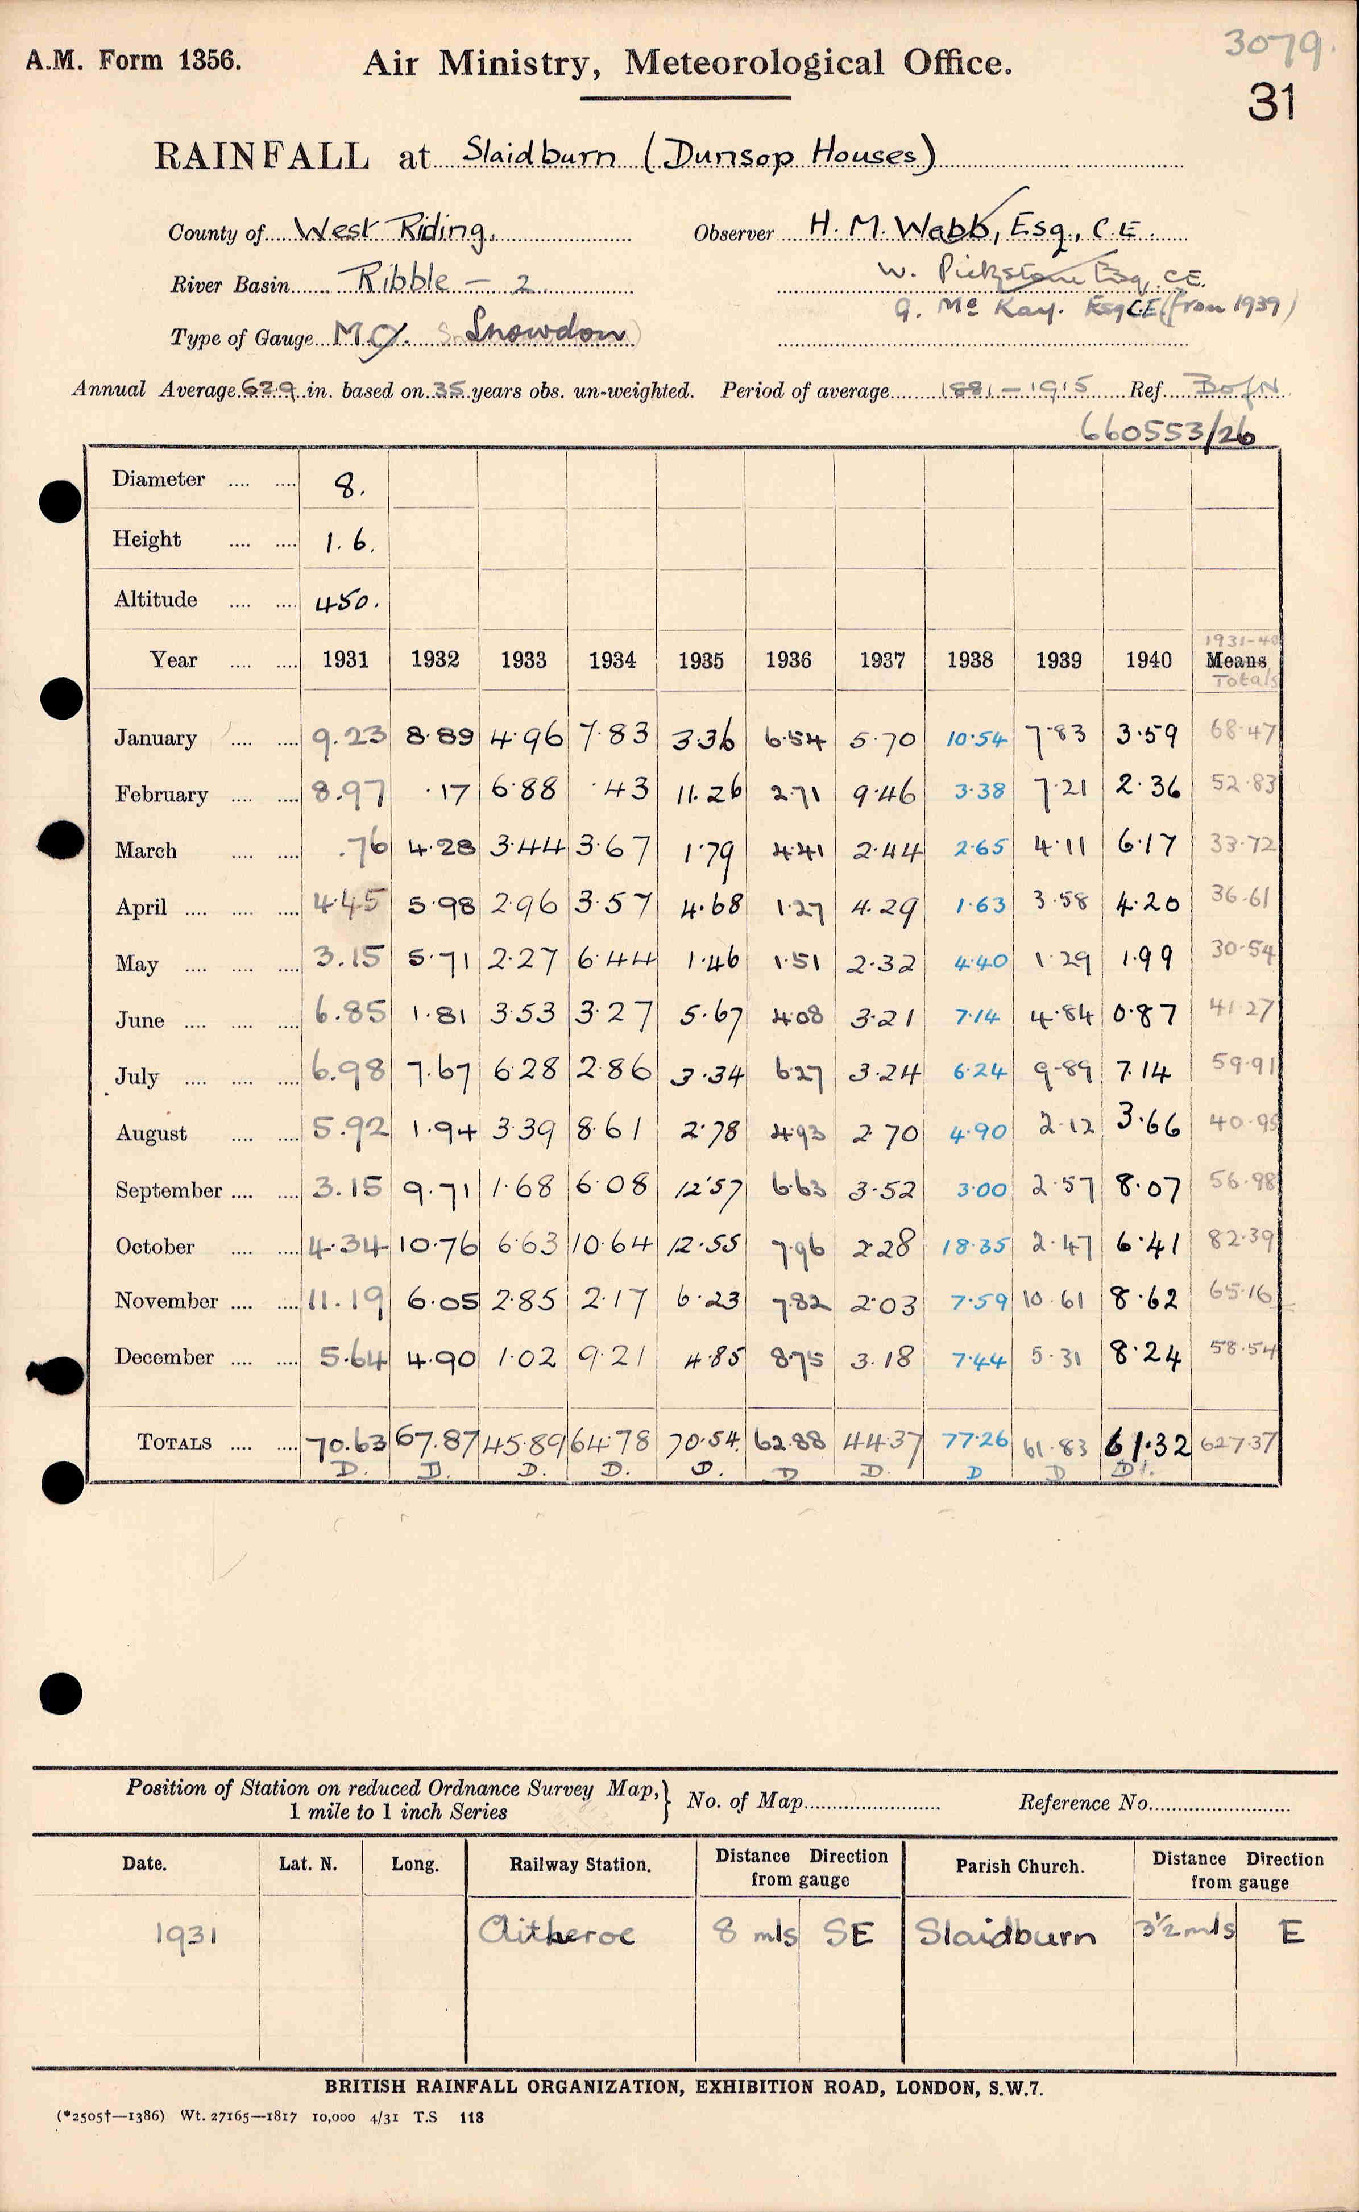 3079.
A.M. Form 1356. Air Ministry, Meteorological Office.
31
RAINFALL at Slaidburn (Dunsop Houses)
County of West Riding. Observer H. M. Webb, Esq., C.E.
W. Pickstone Esq. C.E.
River Basin Ribble - 2
G. Mc Kay. Esq C.E. (from 1939)
Type of Gauge M.O. Snowdon
Annual Average 62.9 in. based on 35 years obs. un-weighted. Period of average 1881-1915 Ref. B of N
660553/26
Diameter .... .... 8.
Height .... .... 1.6.
Altitude .... .... 450.
1931-40
Year .... .... 1931 1932 1933 1934 1935 1936 1937 1938 1939 1940 Means
Totals
January .... .... 9.23 8.89 4.96 7.83 3.36 6.54 5.70 10.54 7.83 3.59 68.47
February .... .... 8.97 .17 6.88 .43 11.26 2.71 9.46 3.38 7.21 2.36 52.83
March .... .... .76 4.28 3.44 3.67 1.79 4.41 2.44 2.65 4.11 6.17 33.72
April .... .... .... 4.45 5.98 2.96 3.57 4.68 1.27 4.29 1.63 3.58 4.20 36.61
May .... .... .... 3.15 5.71 2.27 6.44 1.46 1.51 2.32 4.40 1.29 1.99 30.54
June .... .... .... 6.85 1.81 3.53 3.27 5.67 4.08 3.21 7.14 4.84 0.87 41.27
July .... .... .... 6.98 7.67 6.28 2.86 3.34 6.27 3.24 6.24 9.89 7.14 59.91
August .... .... 5.92 1.94 3.39 8.61 2.78 4.93 2.70 4.90 2.12 3.66 40.95
September .... .... 3.15 9.71 1.68 6.08 12.57 6.63 3.52 3.00 2.57 8.07 56.98
October .... .... 4.34 10.76 6.63 10.64 12.55 7.96 2.28 18.35 2.47 6.41 82.39
November .... .... 11.19 6.05 2.85 2.17 6.23 7.82 2.03 7.59 10.61 8.62 65.16
December .... .... 5.64 4.90 1.02 9.21 4.85 8.75 3.18 7.44 5.31 8.24 58.54
TOTALS .... .... 70.63 67.87 45.89 64.78 70.54. 62.88 44.37 77.26 61.83 61.32 627.37
D. D. D. D. D. D D. D D D1.
Position of Station on reduced Ordnance Survey Map, } No. of Map Reference No.
1 mile to 1 inch Series
Date. Lat. N. Long. Railway Station. Distance Direction from gauge Parish Church. Distance Direction from gauge
1931 Clitheroe 8 mls SE Slaidburn 3½ mls E
BRITISH RAINFALL ORGANIZATION, EXHIBITION ROAD, LONDON, S.W.7.
(*2505†—1386) Wt. 27165—1817 10,000 4/31 T.S 118